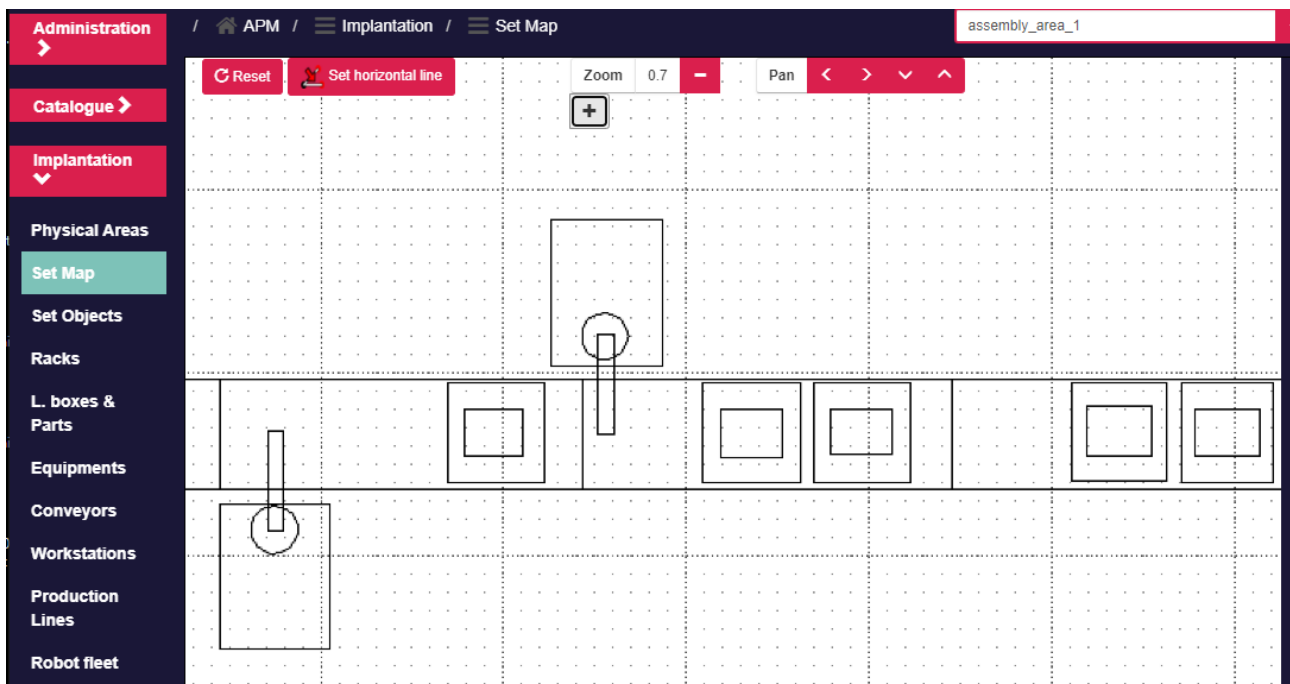 Administration
/ APM / Implantation / Set Map
assembly_area_1
Reset
Set horizontal line
Zoom 0.7
Pan
Catalogue
Implantation
Physical Areas
Set Map
Set Objects
Racks
L. boxes &
Parts
Equipments
Conveyors
Workstations
Production
Lines
Robot fleet